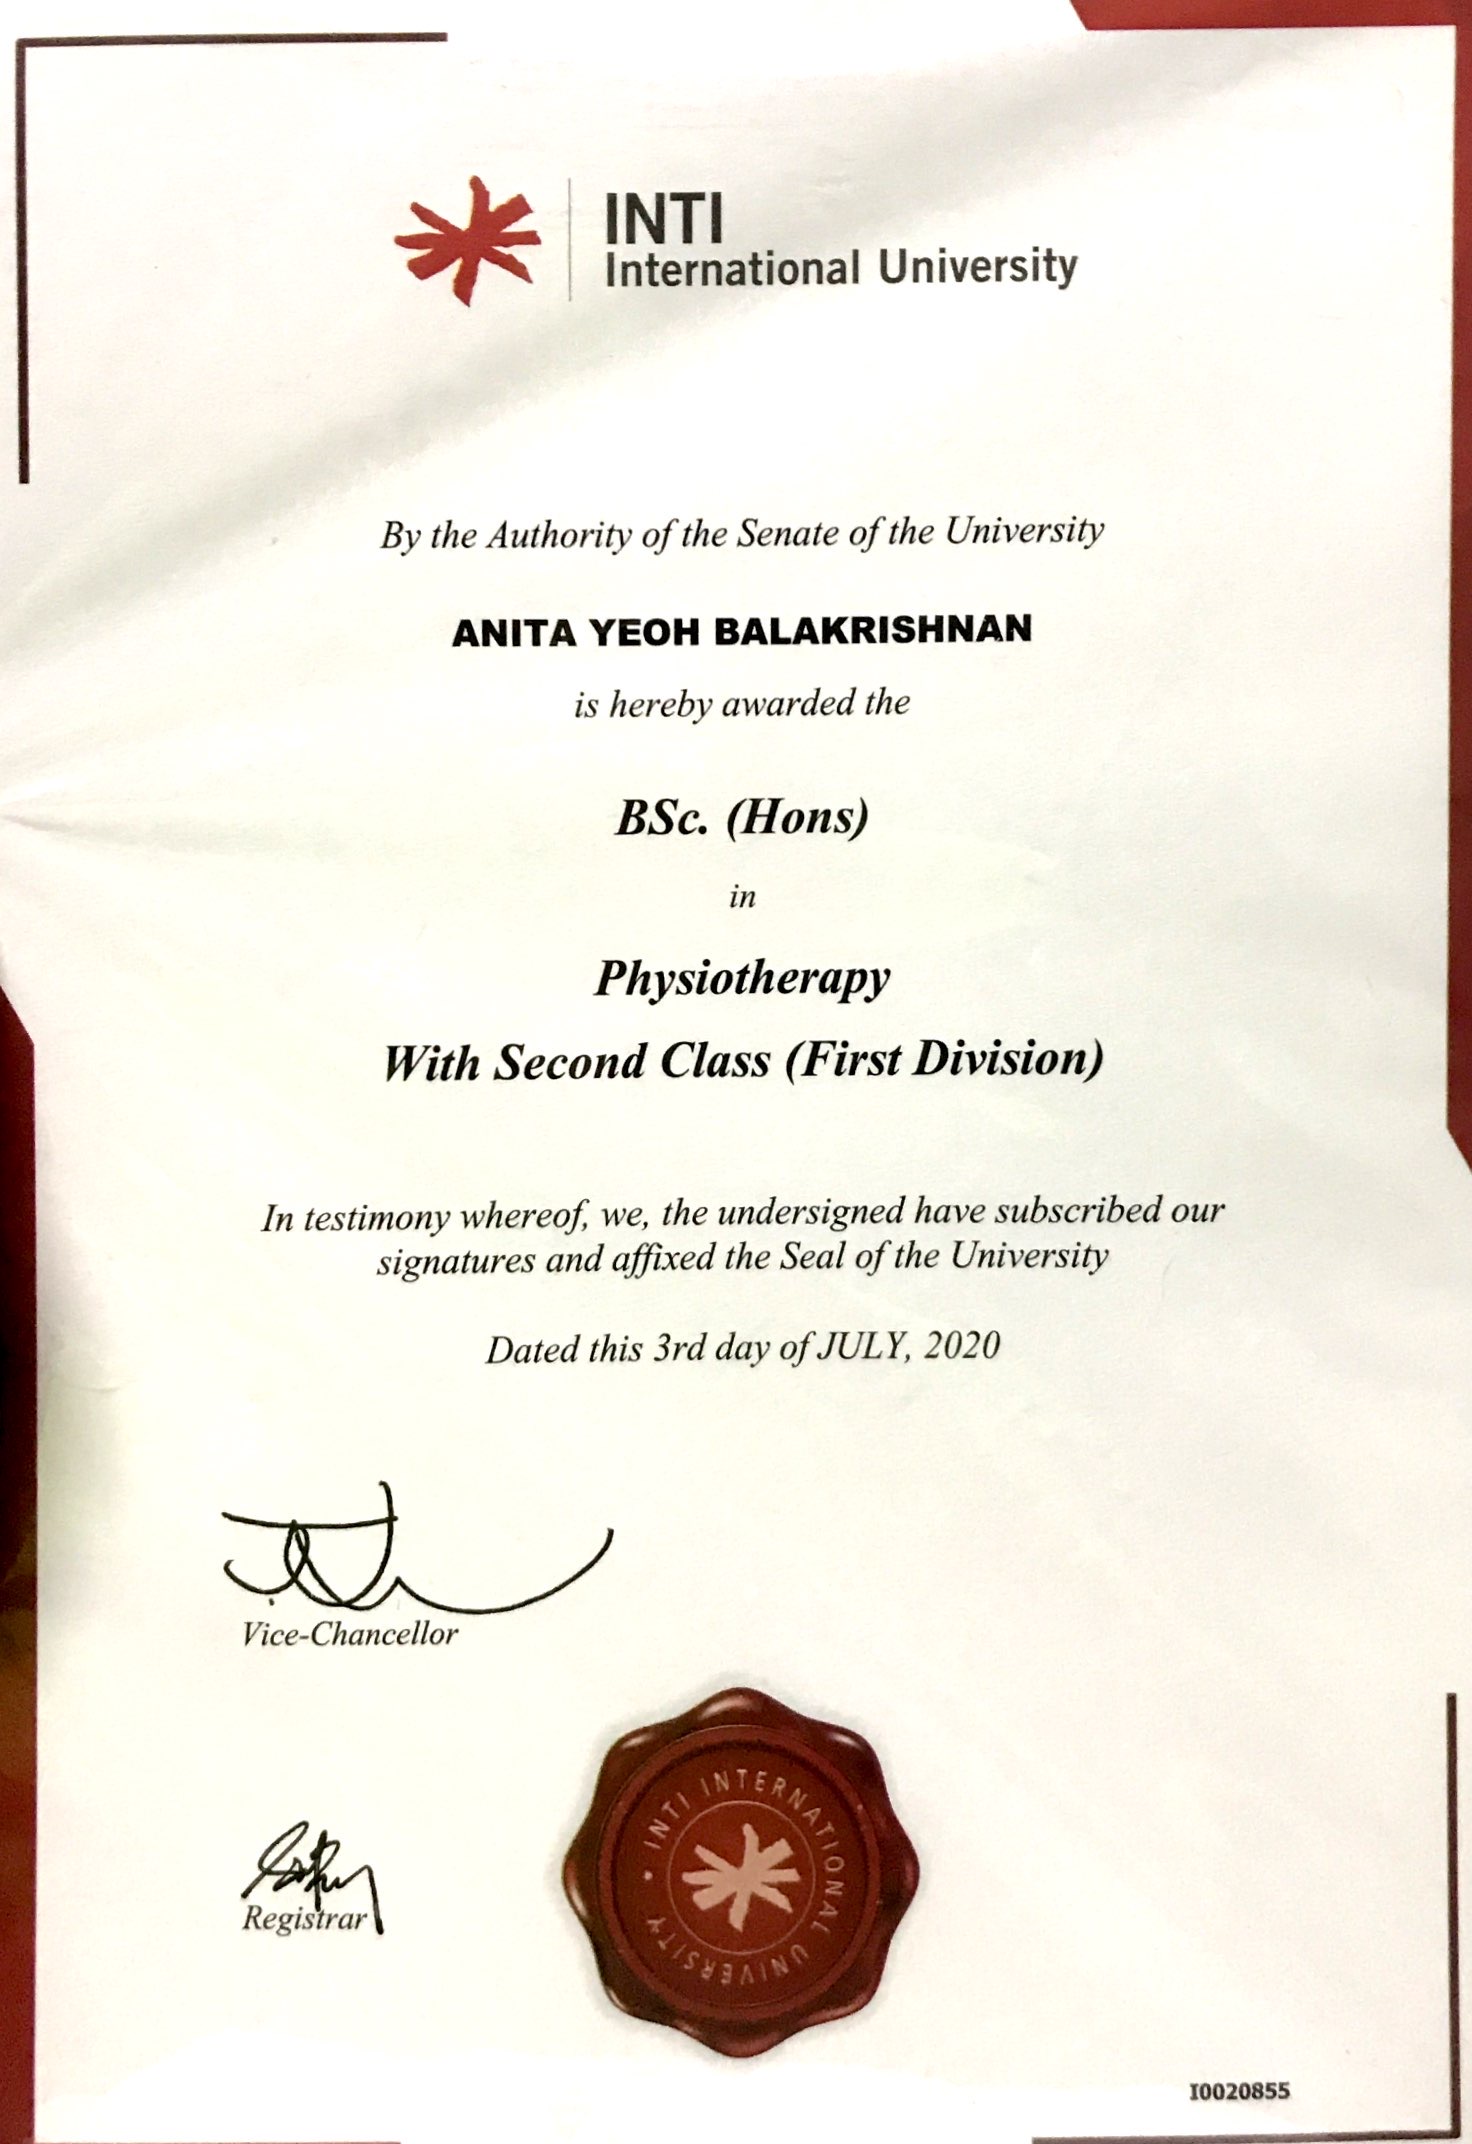 INTI
International University
By the Authority of the Senate of the University
ANITA YEOH BALAKRISHNAN
is hereby awarded the
BSc. (Hons)
in
Physiotherapy
With Second Class (First Division)
In testimony whereof, we, the undersigned have subscribed our
signatures and affixed the Seal of the University
Dated this 3rd day of JULY, 2020
Vice-Chancellor
Registrar
INTI INTERNATIONAL UNIVERSITY
I0020855